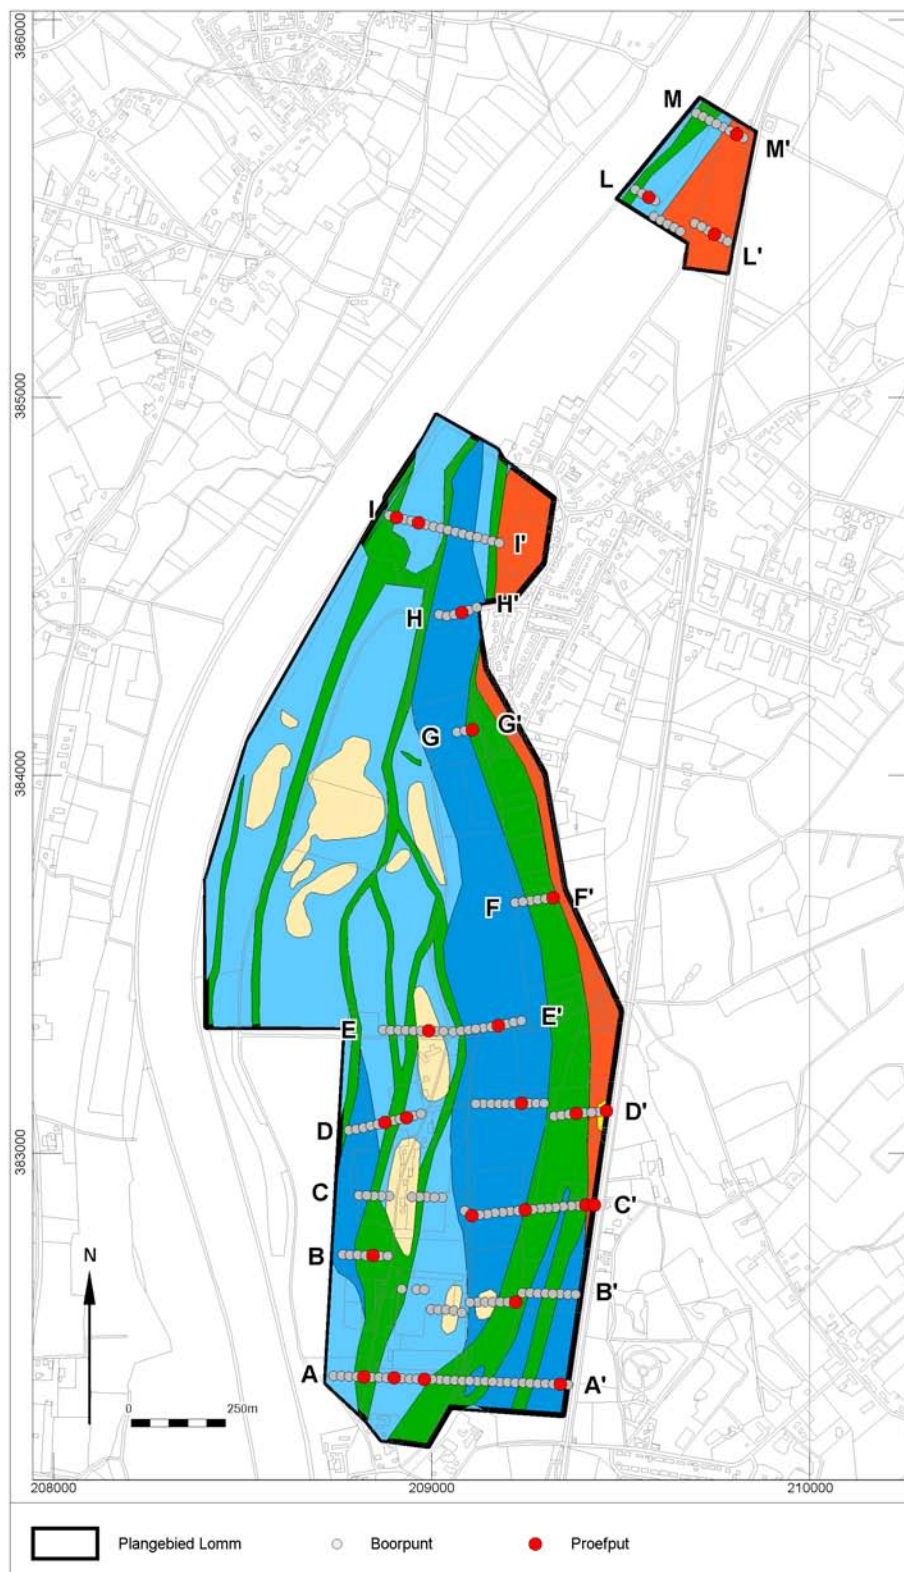 386000
M
M'
L
L'
385000
I
I'
H
H'
G
G'
384000
F
F'
E
E'
D
D'
383000
C
C'
B
B'
N
A
A'
0 250m
208000 209000 210000
Plangebied Lomm Boorpunt Proefput